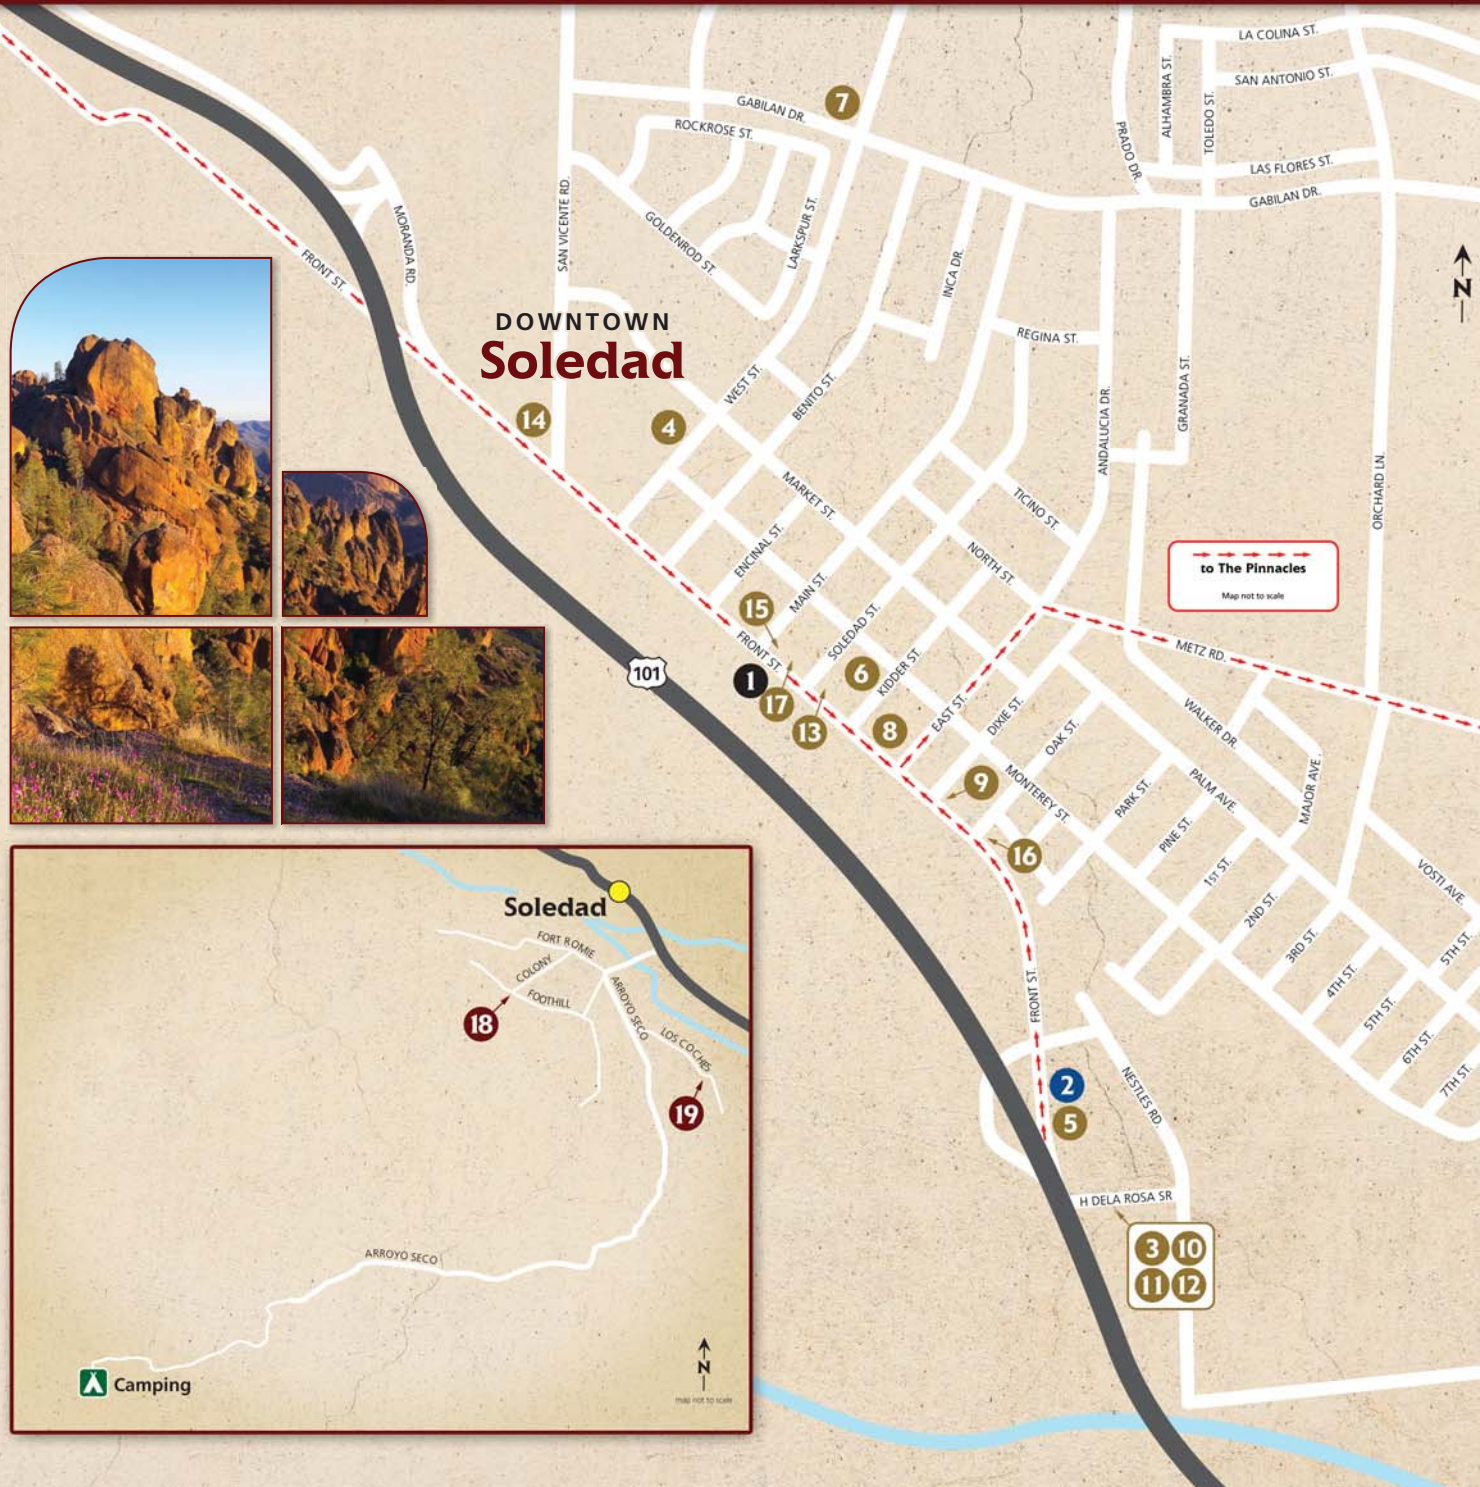 LA COLINA ST.
SAN ANTONIO ST.
ALHAMBRA ST.
TOLEDO ST.
PRADO DR.
LAS FLORES ST.
GABILAN DR.
7
GABILAN DR.
ROCKROSE ST.
SAN VICENTE RD.
GOLDENROD ST.
LARKSPUR ST.
MORANDA RD.
FRONT ST.
INCA DR.
REGINA ST.
N
DOWNTOWN
Soledad
14
4
WEST ST.
BENITO ST.
ANDALUCIA DR.
GRANADA ST.
ORCHARD LN.
MARKET ST.
TICINO ST.
ENCINAL ST.
MAIN ST.
NORTH ST.
to The Pinnacles
Map not to scale
15
SOLEDAD ST.
FRONT ST.
KIDDER ST.
METZ RD.
101
1
17
13
6
8
EAST ST.
DIXIE ST.
OAK ST.
WALKER DR.
MAJOR AVE.
9
MONTEREY ST.
PALM AVE.
PARK ST.
PINE ST.
16
1ST ST.
2ND ST.
3RD ST.
4TH ST.
5TH ST.
6TH ST.
7TH ST.
VOSTI AVE.
5TH ST.
FRONT ST.
2
5
NESTLES RD.
H DELA ROSA SR
3 10
11 12
Soledad
FORT ROMIE
COLONY
FOOTHILL
ARROYO SECO
LOS COCHES
18
19
ARROYO SECO
Camping
N
map not to scale